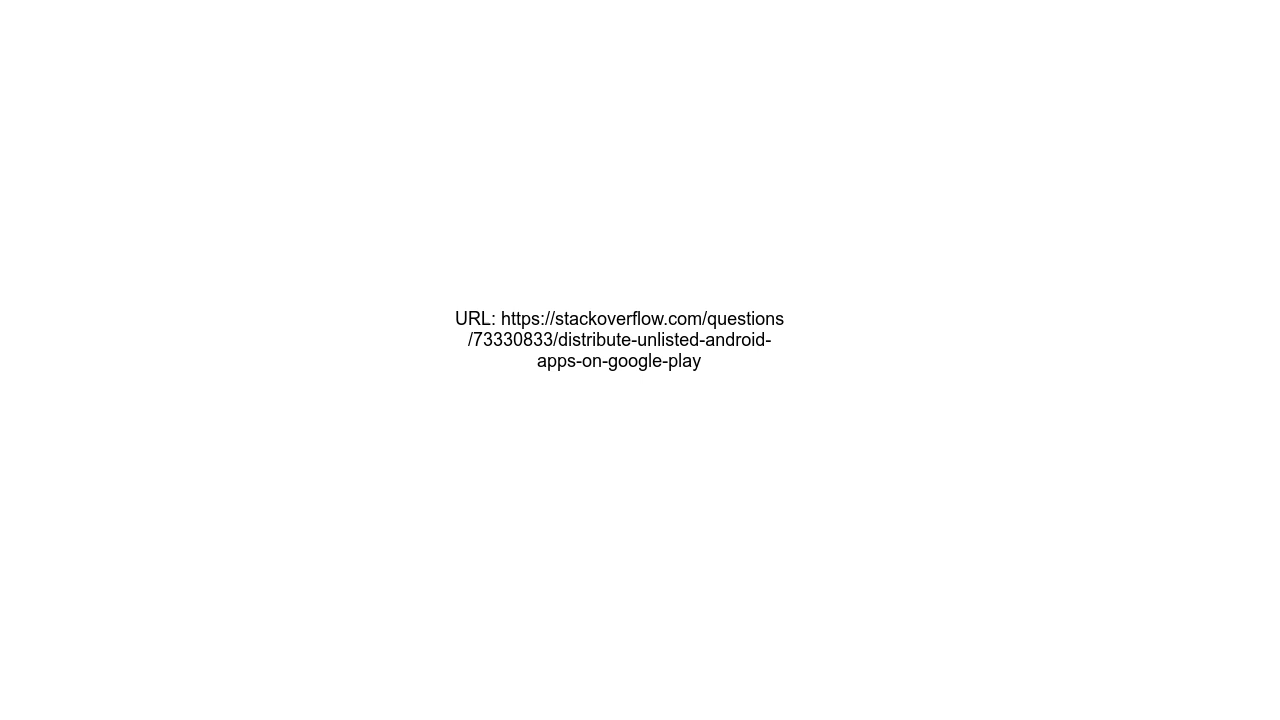 URL: https://stackoverflow.com/questions
/73330833/distribute-unlisted-android-
apps-on-google-play